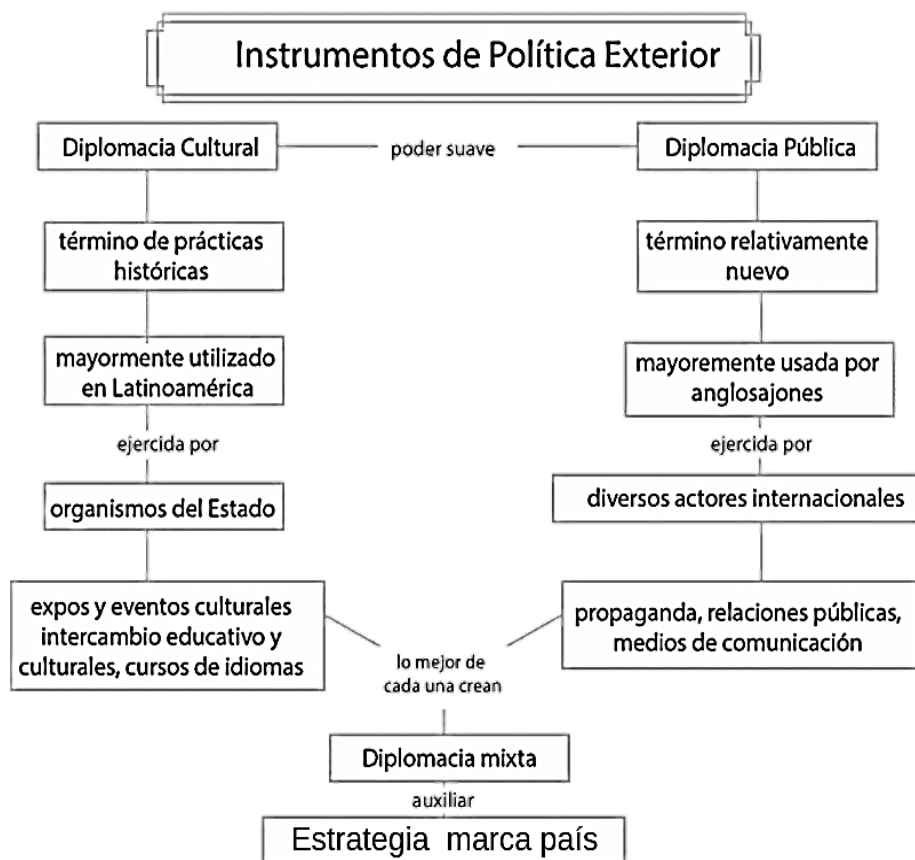 Instrumentos de Política Exterior
Diplomacia Cultural
poder suave
Diplomacia Pública
término de prácticas
históricas
término relativamente
nuevo
mayormente utilizado
en Latinoamérica
mayoremente usada por
anglosajones
ejercida por
ejercida por
organismos del Estado
diversos actores internacionales
expos y eventos culturales
intercambio educativo y
culturales, cursos de idiomas
propaganda, relaciones públicas,
medios de comunicación
lo mejor de
cada una crean
Diplomacia mixta
auxiliar
Estrategia marca país